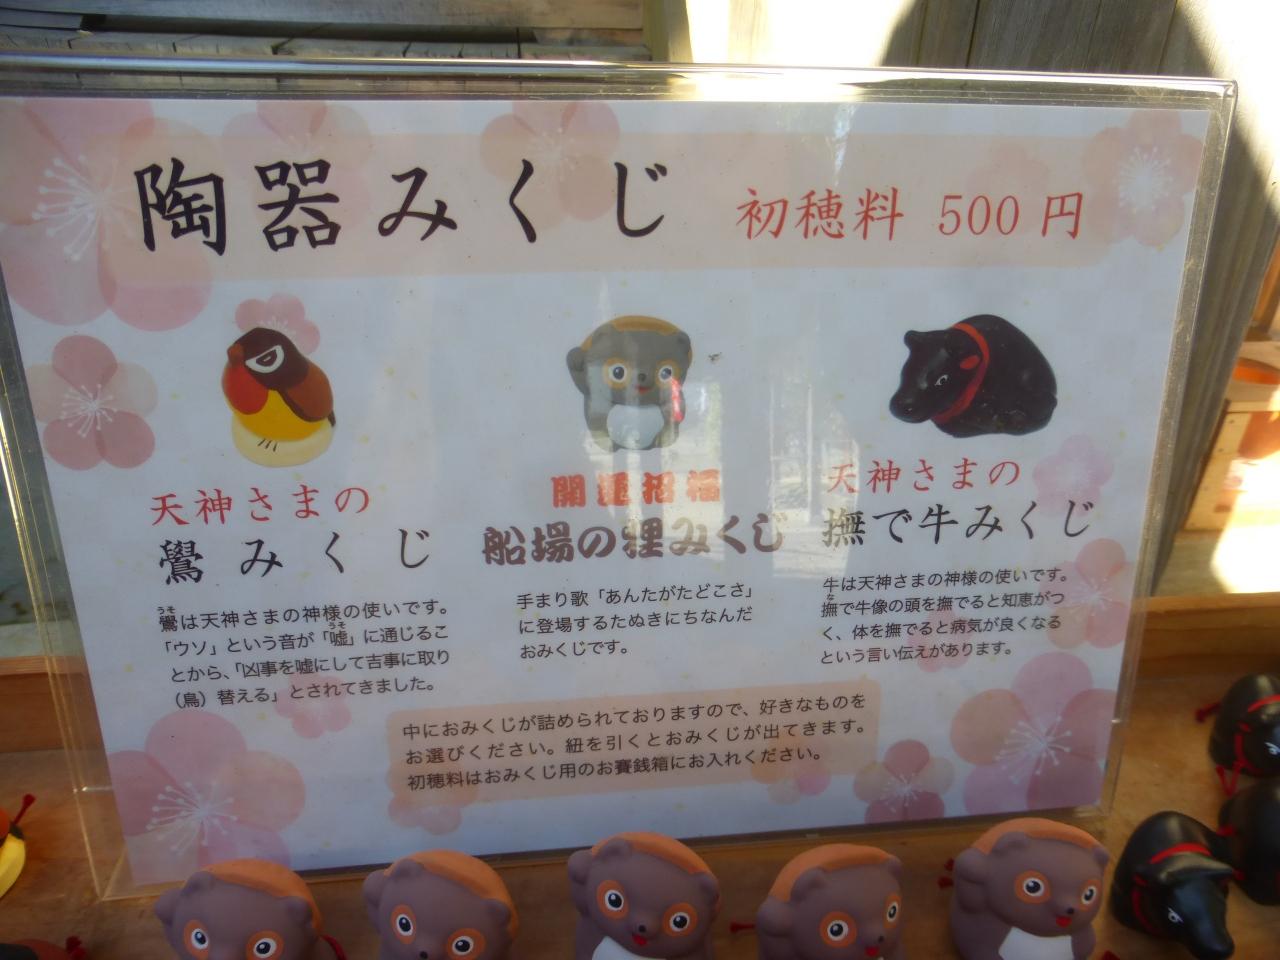 陶器みくじ 初穂料 500円
天神さまの
鷽みくじ
鷽は天神さまの神様の使いです。
「ウソ」という音が「嘘」に通じるこ
とから、「凶事を嘘にして吉事に取り
（鳥）替える」とされてきました。
開運招福
船場の狸みくじ
手まり歌「あんたがたどこさ」
に登場するたぬきにちなんだ
おみくじです。
天神さまの
撫で牛みくじ
牛は天神さまの神様の使いです。
撫で牛像の頭を撫でると知恵がつ
く、体を撫でると病気が良くなる
という言い伝えがあります。
中におみくじが詰められておりますので、好きなものを
お選びください。紐を引くとおみくじが出てきます。
初穂料はおみくじ用のお賽銭箱にお入れください。